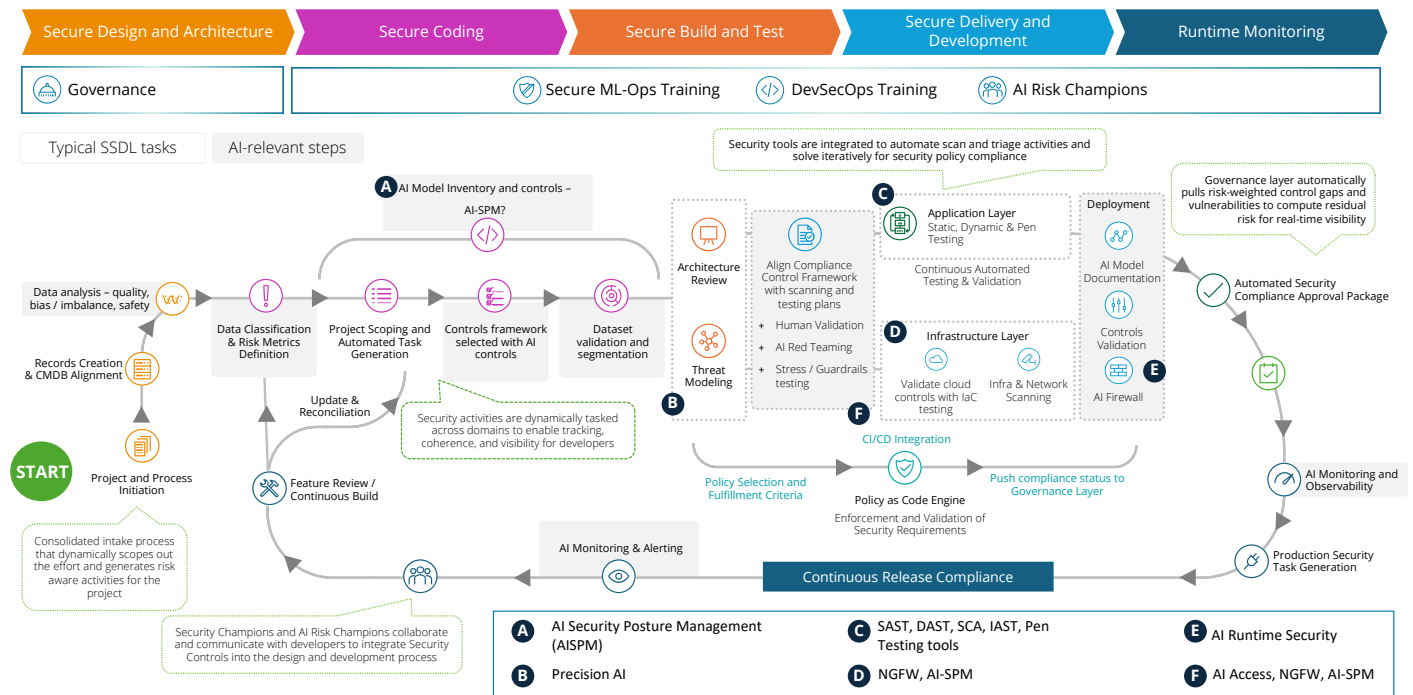 Secure Design and Architecture
Secure Coding
Secure Build and Test
Secure Delivery and
Development
Runtime Monitoring
Governance
Secure ML-Ops Training
DevSecOps Training
AI Risk Champions
Typical SSDL tasks
AI-relevant steps
Security tools are integrated to automate scan and triage activities and
solve iteratively for security policy compliance
Governance layer automatically
pulls risk-weighted control gaps and
vulnerabilities to compute residual
risk for real-time visibility
A
AI Model Inventory and controls –
AI-SPM?
Data analysis – quality,
bias / imbalance, safety
Records Creation
& CMDB Alignment
START
Project and Process
Initiation
Consolidated intake process
that dynamically scopes out
the effort and generates risk
aware activities for the
project
Data Classification
& Risk Metrics
Definition
Project Scoping and
Automated Task
Generation
Controls framework
selected with AI
controls
Dataset
validation and
segmentation
Update &
Reconciliation
Security activities are dynamically tasked
across domains to enable tracking,
coherence, and visibility for developers
Feature Review /
Continuous Build
Architecture
Review
Threat
Modeling
B
Align Compliance
Control Framework
with scanning and
testing plans
+ Human Validation
+ AI Red Teaming
+ Stress / Guardrails
testing
F
C
Application Layer
Static, Dynamic & Pen
Testing
Continuous Automated
Testing & Validation
D
Infrastructure Layer
Validate cloud
controls with IaC
testing
Infra & Network
Scanning
Deployment
AI Model
Documentation
Controls
Validation
E
AI Firewall
CI/CD Integration
Policy Selection and
Fulfillment Criteria
Push compliance status to
Governance Layer
Policy as Code Engine
Enforcement and Validation of
Security Requirements
Automated Security
Compliance Approval Package
AI Monitoring and
Observability
Production Security
Task Generation
Continuous Release Compliance
AI Monitoring & Alerting
Security Champions and AI Risk Champions collaborate
and communicate with developers to integrate Security
Controls into the design and development process
A AI Security Posture Management
(AISPM)
B Precision AI
C SAST, DAST, SCA, IAST, Pen
Testing tools
D NGFW, AI-SPM
E AI Runtime Security
F AI Access, NGFW, AI-SPM